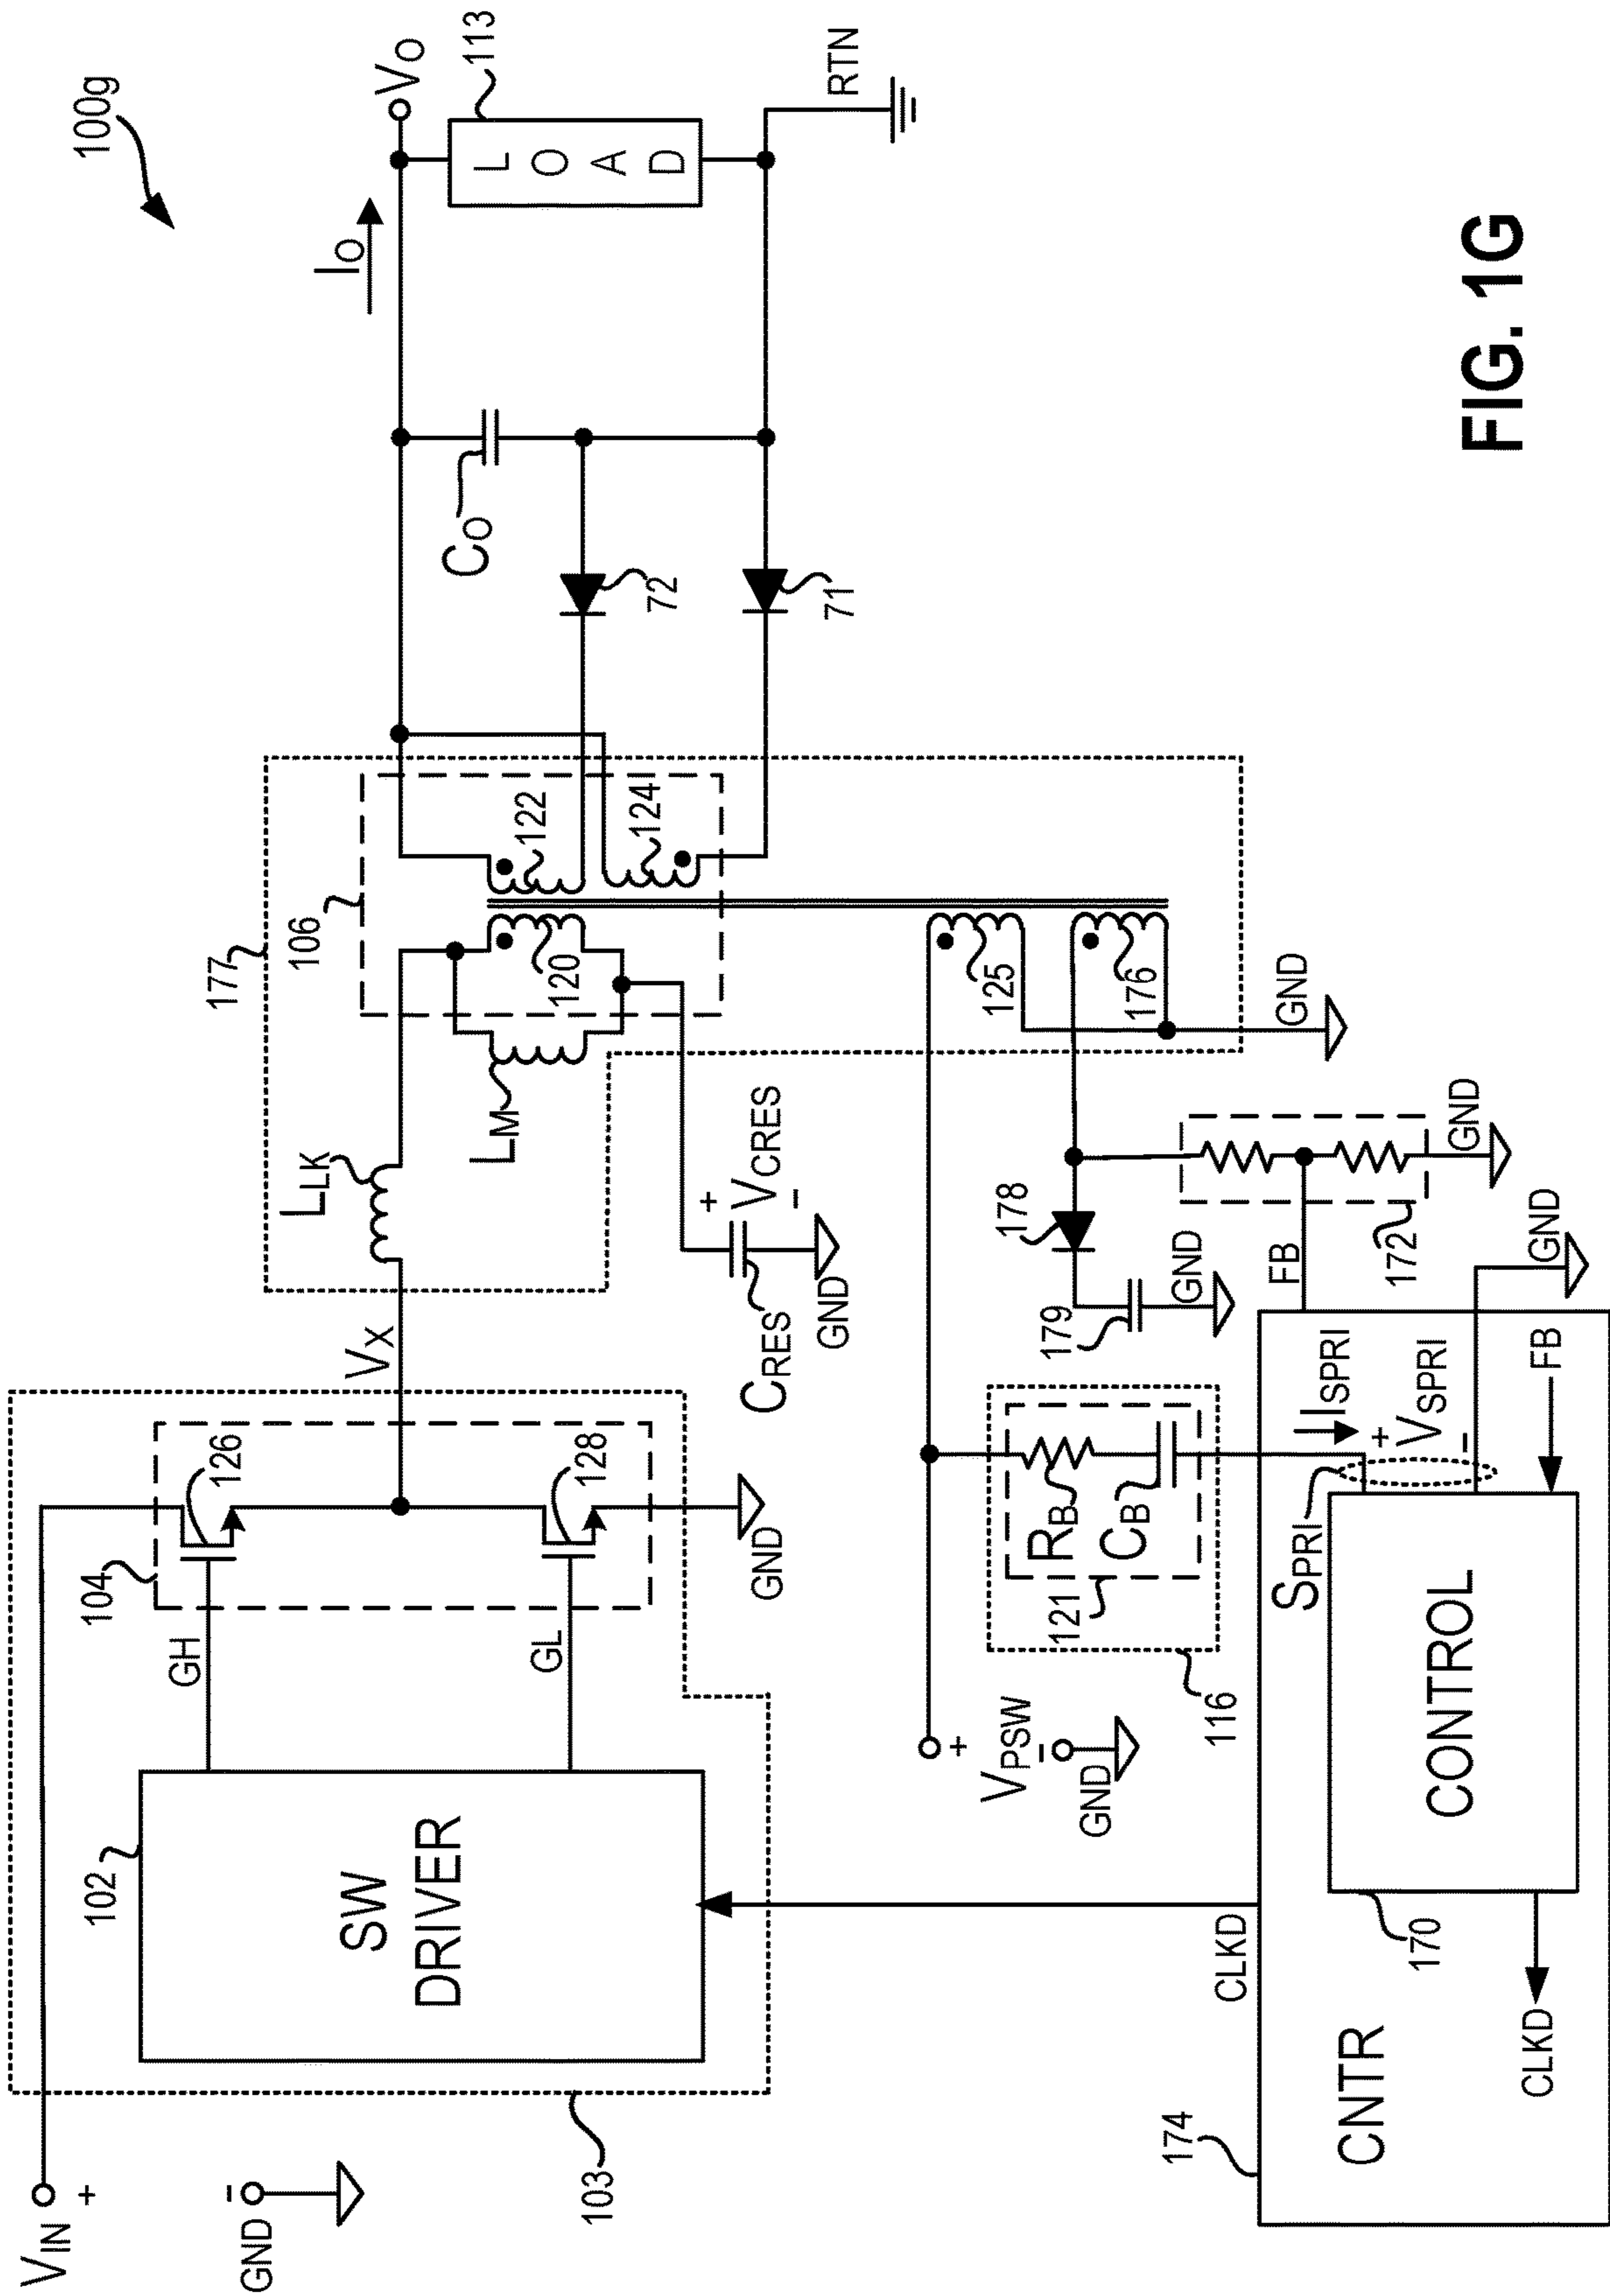 100g
VIN
+
-
GND
103
102
SW
DRIVER
GH
GL
104
126
128
GND
VX
LLK
LM
177
106
120
122
124
CRES
+
VCRES
-
GND
CO
72
71
IO
VO
LOAD
113
RTN
125
176
GND
178
179
GND
172
GND
FB
+
VPSW
-
GND
116
121
RB
CB
SPRI
ISPRI
+
VSPRI
-
GND
FB
CONTROL
170
CLKD
CLKD
CNTR
174
FIG. 1G